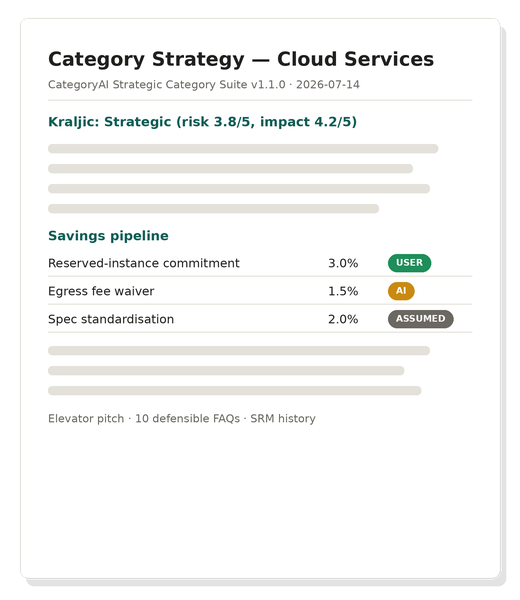 Category Strategy — Cloud Services
CategoryAI Strategic Category Suite v1.1.0 · 2026-07-14
Kraljic: Strategic (risk 3.8/5, impact 4.2/5)
Savings pipeline
Reserved-instance commitment 3.0% USER
Egress fee waiver 1.5% AI
Spec standardisation 2.0% ASSUMED
Elevator pitch · 10 defensible FAQs · SRM history